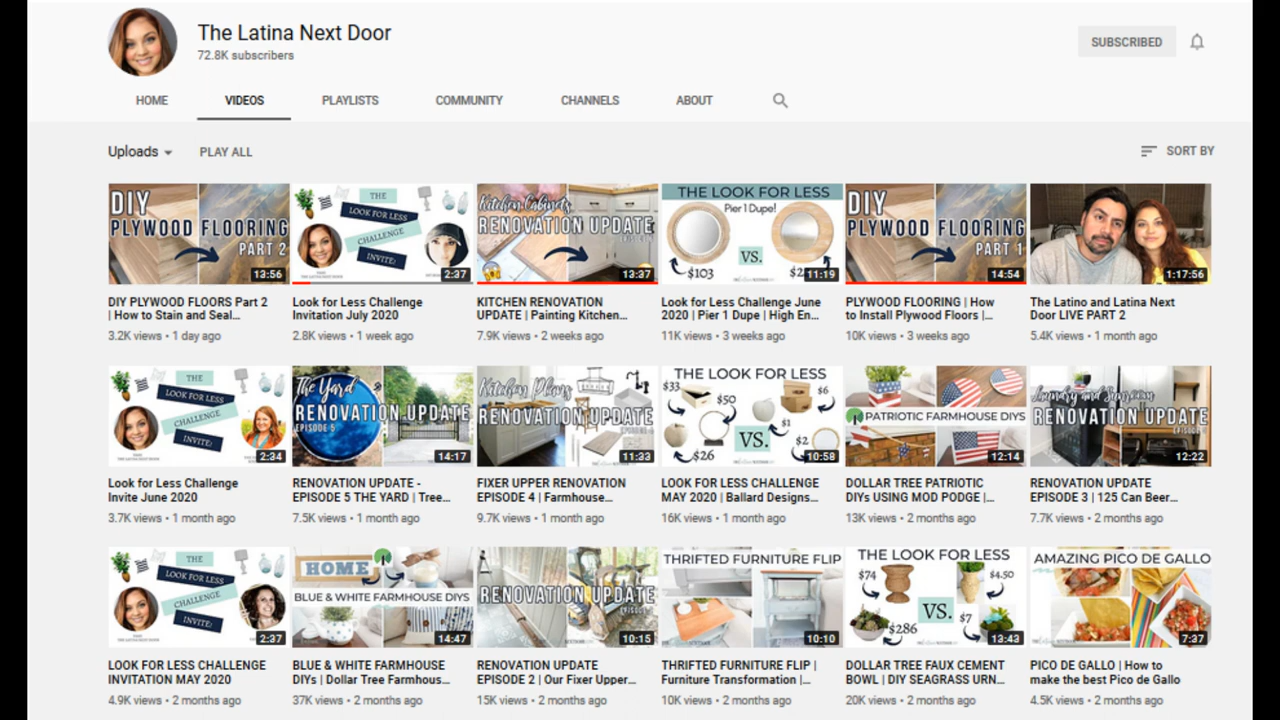 The Latina Next Door
72.8K subscribers
SUBSCRIBED
HOME
VIDEOS
PLAYLISTS
COMMUNITY
CHANNELS
ABOUT
Uploads
PLAY ALL
SORT BY
DIY
PLYWOOD FLOORING
PART 2
13:56
THE
LOOK FOR LESS
CHALLENGE
INVITE!
2:37
Kitchen Cabinets
RENOVATION UPDATE
13:37
THE LOOK FOR LESS
Pier 1 Dupe!
VS.
$103
11:19
DIY
PLYWOOD FLOORING
PART 1
14:54
1:17:56
DIY PLYWOOD FLOORS Part 2
| How to Stain and Seal...
3.2K views • 1 day ago
Look for Less Challenge
Invitation July 2020
2.8K views • 1 week ago
KITCHEN RENOVATION
UPDATE | Painting Kitchen...
7.9K views • 2 weeks ago
Look for Less Challenge June
2020 | Pier 1 Dupe | High En...
11K views • 3 weeks ago
PLYWOOD FLOORING | How
to Install Plywood Floors |...
10K views • 3 weeks ago
The Latino and Latina Next
Door LIVE PART 2
5.4K views • 1 month ago
THE
LOOK FOR LESS
CHALLENGE
INVITE!
2:34
The Yard
RENOVATION UPDATE
EPISODE 5
14:17
Kitchen Plans
RENOVATION UPDATE
11:33
THE LOOK FOR LESS
$33
$50
$6
$1
VS.
$2
$26
10:58
PATRIOTIC FARMHOUSE DIYS
12:14
Laundry and Sunroom
RENOVATION UPDATE
12:22
Look for Less Challenge
Invite June 2020
3.7K views • 1 month ago
RENOVATION UPDATE -
EPISODE 5 THE YARD | Tree...
7.5K views • 1 month ago
FIXER UPPER RENOVATION
EPISODE 4 | Farmhouse...
9.7K views • 1 month ago
LOOK FOR LESS CHALLENGE
MAY 2020 | Ballard Designs...
16K views • 1 month ago
DOLLAR TREE PATRIOTIC
DIYs USING MOD PODGE |...
13K views • 2 months ago
RENOVATION UPDATE
EPISODE 3 | 125 Can Beer...
7.7K views • 2 months ago
THE
LOOK FOR LESS
CHALLENGE
INVITE!
2:37
HOME
BLUE & WHITE FARMHOUSE DIYS
14:47
RENOVATION UPDATE
10:15
THRIFTED FURNITURE FLIP
10:10
THE LOOK FOR LESS
$74
$4.50
VS.
$7
$286
13:43
AMAZING PICO DE GALLO
7:37
LOOK FOR LESS CHALLENGE
INVITATION MAY 2020
4.9K views • 2 months ago
BLUE & WHITE FARMHOUSE
DIYs | Dollar Tree Farmhous...
37K views • 2 months ago
RENOVATION UPDATE
EPISODE 2 | Our Fixer Upper...
15K views • 2 months ago
THRIFTED FURNITURE FLIP |
Furniture Transformation |...
10K views • 2 months ago
DOLLAR TREE FAUX CEMENT
BOWL | DIY SEAGRASS URN...
20K views • 2 months ago
PICO DE GALLO | How to
make the best Pico de Gallo
4.5K views • 2 months ago